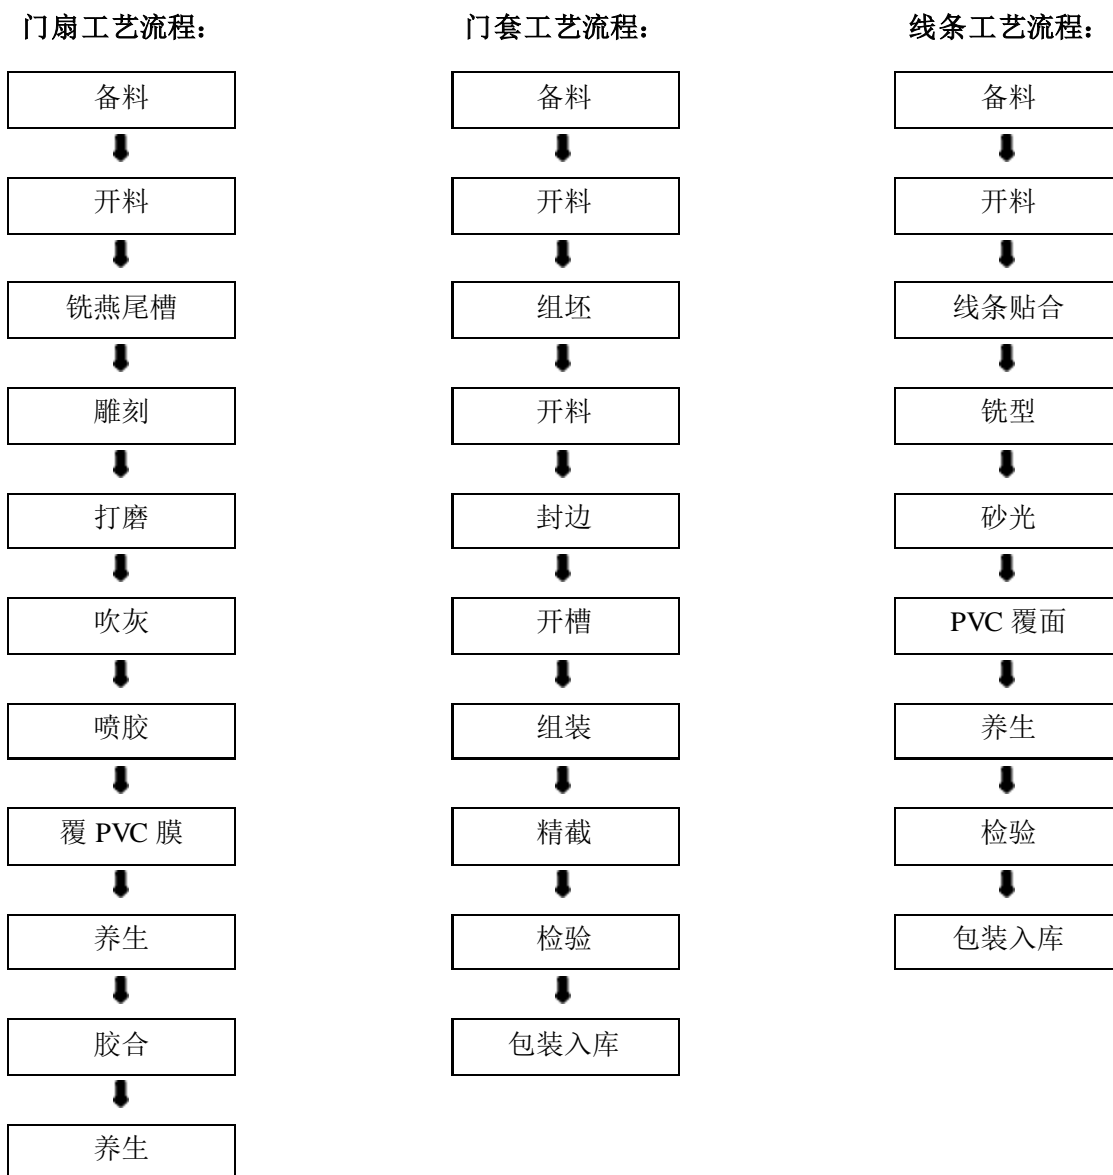 门扇工艺流程：
备料
开料
铣燕尾槽
雕刻
打磨
吹灰
喷胶
覆 PVC 膜
养生
胶合
养生
门套工艺流程：
备料
开料
组坯
开料
封边
开槽
组装
精截
检验
包装入库
线条工艺流程：
备料
开料
线条贴合
铣型
砂光
PVC 覆面
养生
检验
包装入库